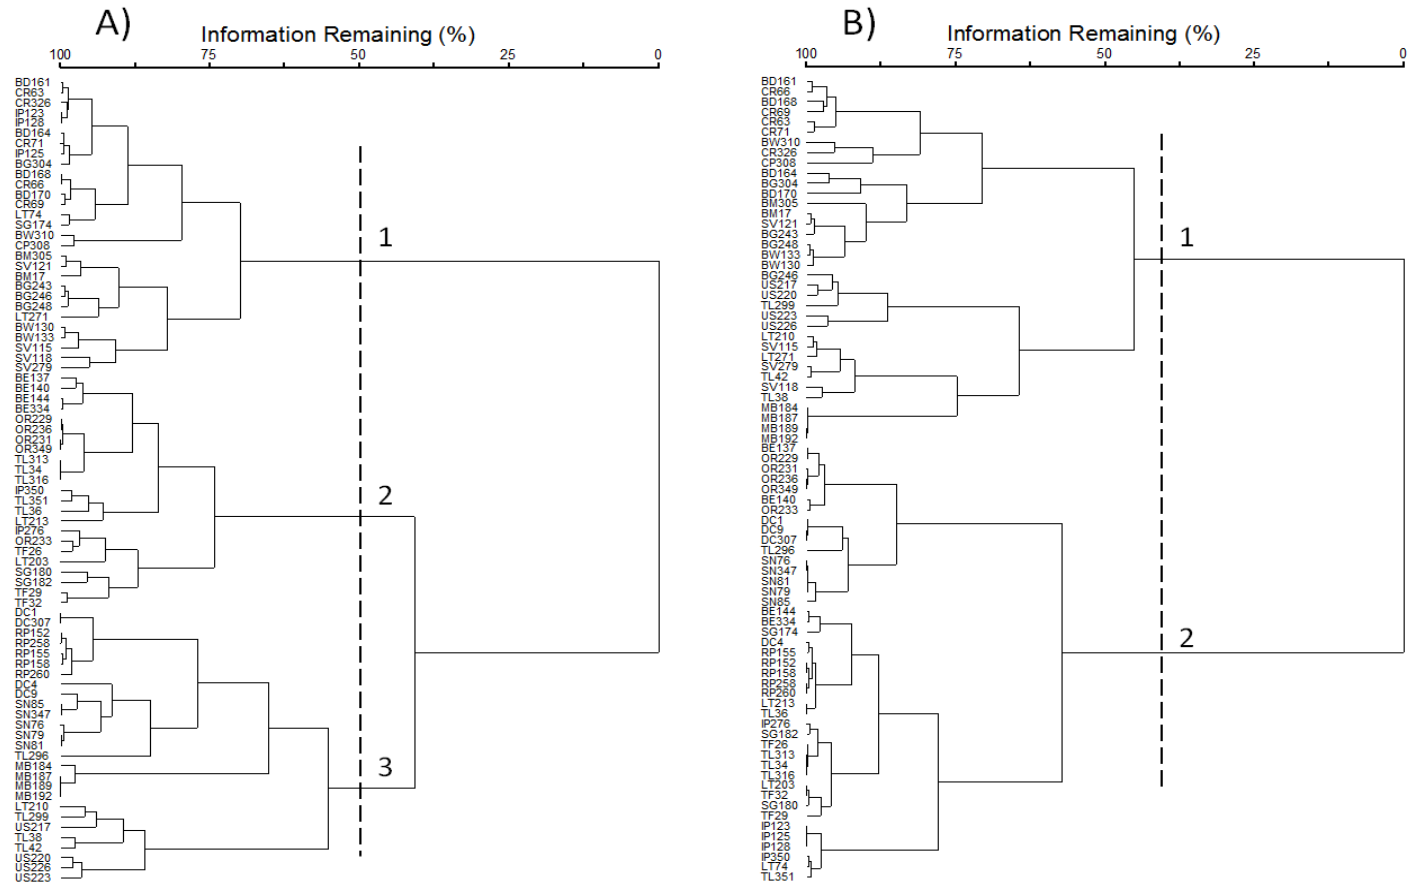 A)
Information Remaining (%)
100 75 50 25 0
BD161
CR63
CR326
IP123
IP128
BD164
CR71
IP125
BG304
BD168
CR66
BD170
CR69
LT74
SG174
BW310
CP308
BM305
SV121
BM17
BG243
BG246
BG248
LT271
BW130
BW133
SV115
SV118
SV279
BE137
BE140
BE144
BE334
OR229
OR236
OR231
OR349
TL313
TL34
TL316
IP350
TL351
TL36
LT213
IP276
OR233
TF26
LT203
SG180
SG182
TF29
TF32
DC1
DC307
RP152
RP258
RP155
RP158
RP260
DC4
DC9
SN85
SN347
SN76
SN79
SN81
TL296
MB184
MB187
MB189
MB192
LT210
TL299
US217
TL38
TL42
US220
US226
US223
1
2
3
B)
Information Remaining (%)
100 75 50 25 0
BD161
CR66
BD168
CR69
CR63
CR71
BW310
CR326
CP308
BD164
BG304
BD170
BM305
BM17
SV121
BG243
BG248
BW133
BW130
BG246
US217
US220
TL299
US223
US226
LT210
SV115
LT271
SV279
TL42
SV118
TL38
MB184
MB187
MB189
MB192
BE137
OR229
OR231
OR236
OR349
BE140
OR233
DC1
DC9
DC307
TL296
SN76
SN347
SN81
SN79
SN85
BE144
BE334
SG174
DC4
RP155
RP152
RP158
RP258
RP260
LT213
TL36
IP276
SG182
TF26
TL313
TL34
TL316
LT203
TF32
SG180
TF29
IP123
IP125
IP128
IP350
LT74
TL351
1
2